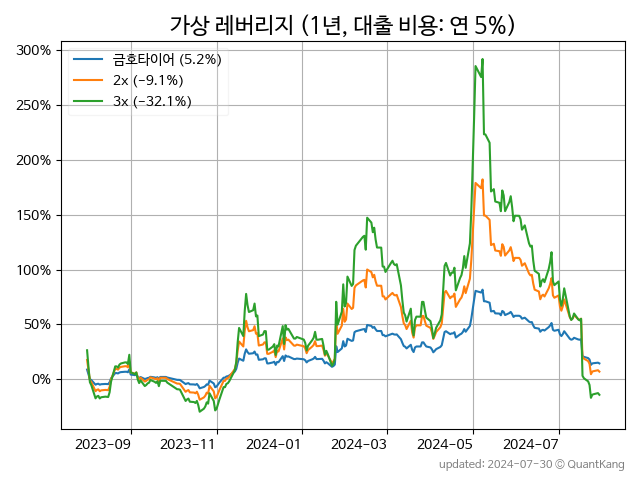 가상 레버리지 (1년, 대출 비용: 연 5%)
300%
250%
200%
150%
100%
50%
0%
금호타이어 (5.2%)
2x (-9.1%)
3x (-32.1%)
2023-09
2023-11
2024-01
2024-03
2024-05
2024-07
updated: 2024-07-30 © QuantKang